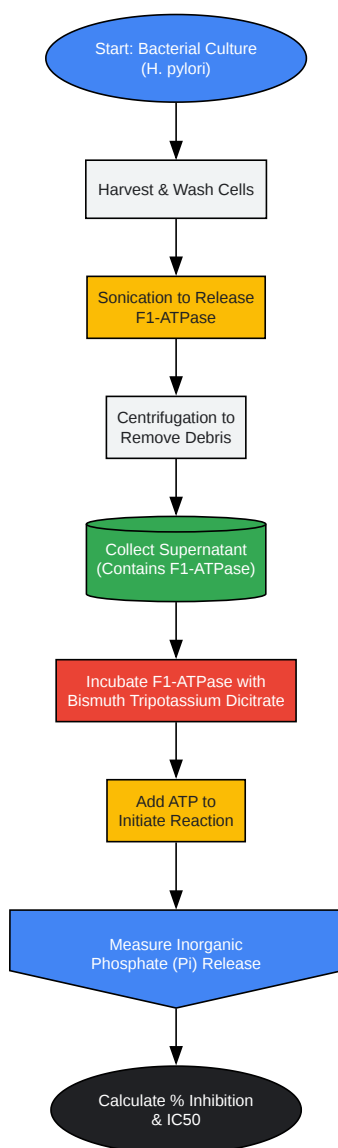 Start: Bacterial Culture
(H. pylori)
Harvest & Wash Cells
Sonication to Release
F1-ATPase
Centrifugation to
Remove Debris
Collect Supernatant
(Contains F1-ATPase)
Incubate F1-ATPase with
Bismuth Tripotassium Dicitrate
Add ATP to
Initiate Reaction
Measure Inorganic
Phosphate (Pi) Release
Calculate % Inhibition
& IC50